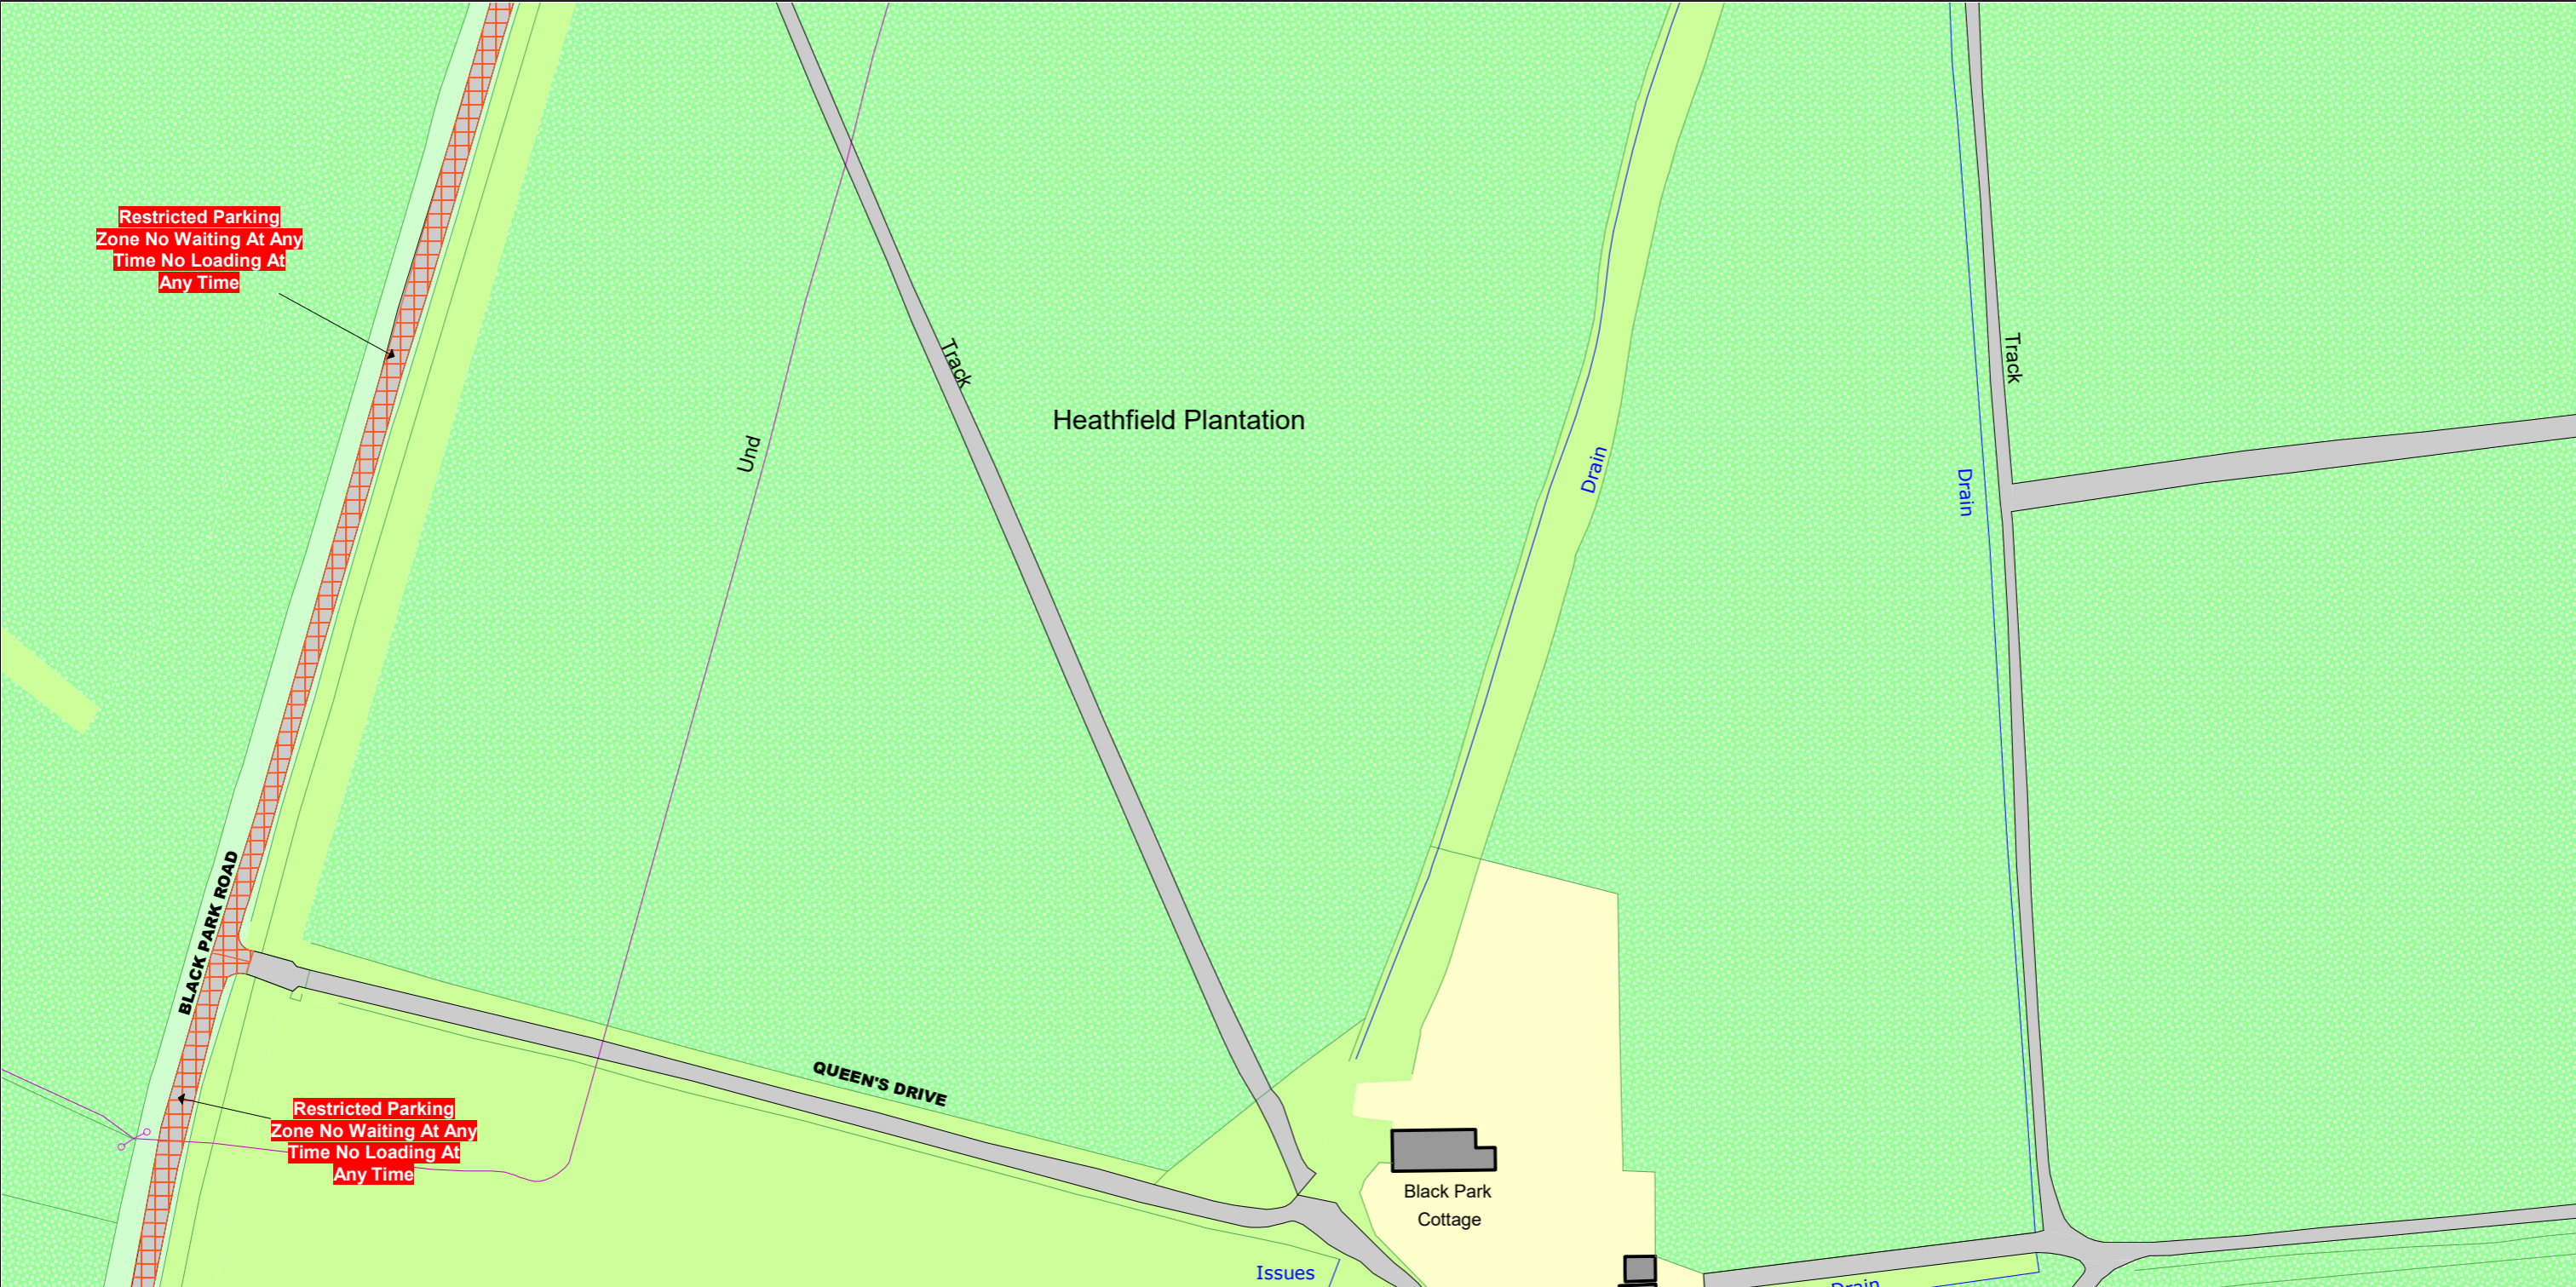 Restricted Parking
Zone No Waiting At Any
Time No Loading At
Any Time
Track
Track
Heathfield Plantation
Und
Drain
Drain
BLACK PARK ROAD
QUEEN'S DRIVE
Restricted Parking
Zone No Waiting At Any
Time No Loading At
Any Time
Black Park
Cottage
Issues
Drain